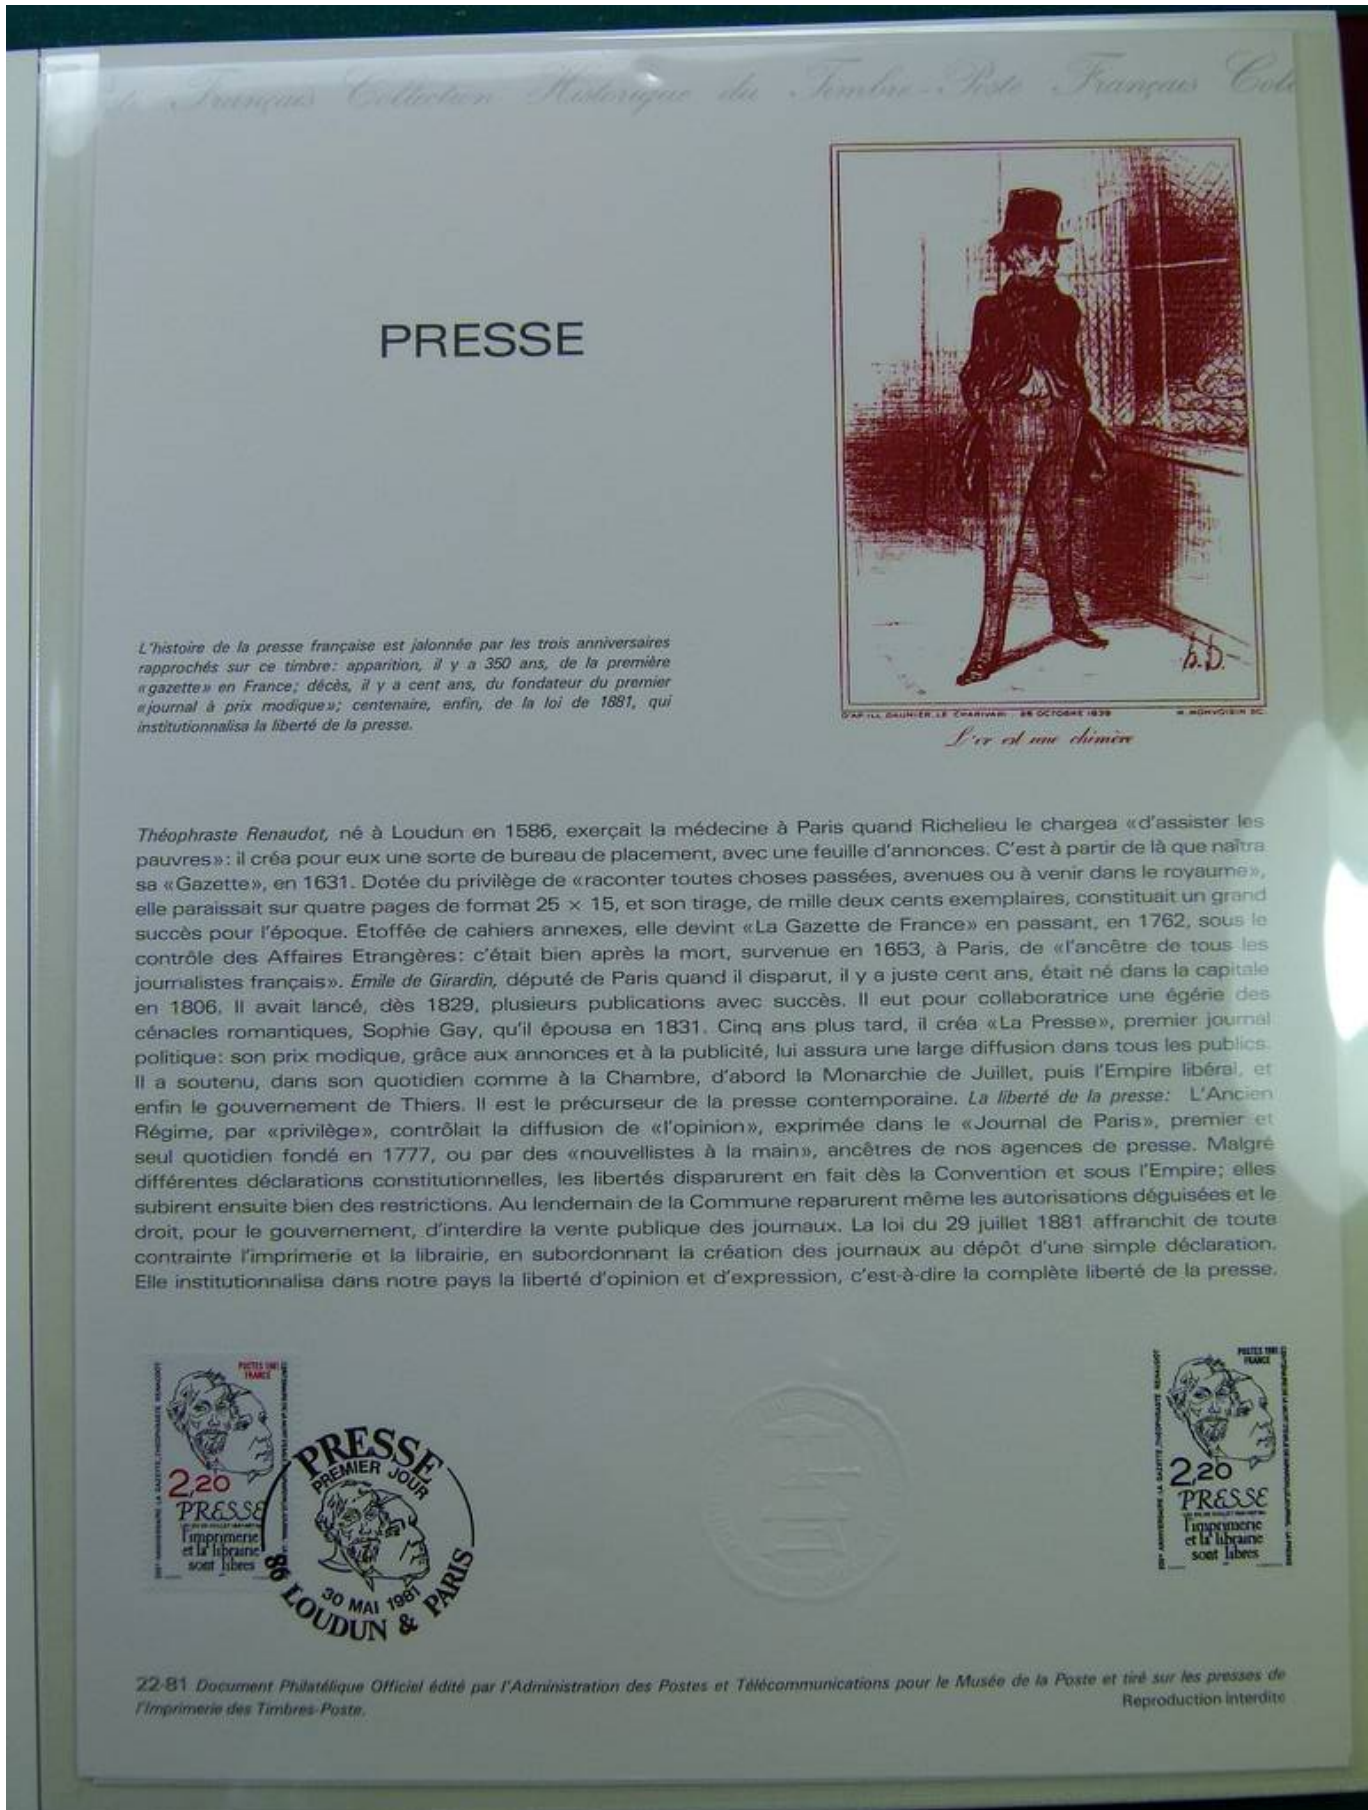 Français Collection Historique du Timbre-Poste Français
PRESSE
L'histoire de la presse française est jalonnée par les trois anniversaires
rapprochés sur ce timbre: apparition, il y a 350 ans, de la première
«gazette» en France; décès, il y a cent ans, du fondateur du premier
«journal à prix modique»; centenaire, enfin, de la loi de 1881, qui
institutionnalisa la liberté de la presse.
D'AP. ILL. DAUMIER, LE CHARIVARI 26 OCTOBRE 1839
h.D.
L'or est une chimère
Théophraste Renaudot, né à Loudun en 1586, exerçait la médecine à Paris quand Richelieu le chargea «d'assister les
pauvres»: il créa pour eux une sorte de bureau de placement, avec une feuille d'annonces. C'est à partir de là que naîtra
sa «Gazette», en 1631. Dotée du privilège de «raconter toutes choses passées, avenues ou à venir dans le royaume»,
elle paraissait sur quatre pages de format 25 × 15, et son tirage, de mille deux cents exemplaires, constituait un grand
succès pour l'époque. Etoffée de cahiers annexes, elle devint «La Gazette de France» en passant, en 1762, sous le
contrôle des Affaires Etrangères: c'était bien après la mort, survenue en 1653, à Paris, de «l'ancêtre de tous les
journalistes français». Emile de Girardin, député de Paris quand il disparut, il y a juste cent ans, était né dans la capitale
en 1806. Il avait lancé, dès 1829, plusieurs publications avec succès. Il eut pour collaboratrice une égérie des
cénacles romantiques, Sophie Gay, qu'il épousa en 1831. Cinq ans plus tard, il créa «La Presse», premier journal
politique: son prix modique, grâce aux annonces et à la publicité, lui assura une large diffusion dans tous les publics.
Il a soutenu, dans son quotidien comme à la Chambre, d'abord la Monarchie de Juillet, puis l'Empire libéral, et
enfin le gouvernement de Thiers. Il est le précurseur de la presse contemporaine. La liberté de la presse: L'Ancien
Régime, par «privilège», contrôlait la diffusion de «l'opinion», exprimée dans le «Journal de Paris», premier et
seul quotidien fondé en 1777, ou par des «nouvellistes à la main», ancêtres de nos agences de presse. Malgré
différentes déclarations constitutionnelles, les libertés disparurent en fait dès la Convention et sous l'Empire; elles
subirent ensuite bien des restrictions. Au lendemain de la Commune reparurent même les autorisations déguisées et le
droit, pour le gouvernement, d'interdire la vente publique des journaux. La loi du 29 juillet 1881 affranchit de toute
contrainte l'imprimerie et la librairie, en subordonnant la création des journaux au dépôt d'une simple déclaration.
Elle institutionnalisa dans notre pays la liberté d'opinion et d'expression, c'est-à-dire la complète liberté de la presse.
POSTES 1981
FRANCE
2,20
PRESSE
l'imprimerie
et la librairie
sont libres
PRESSE
PREMIER JOUR
30 MAI 1981
86 LOUDUN & PARIS
POSTES 1981
FRANCE
2,20
PRESSE
l'imprimerie
et la librairie
sont libres
22-81 Document Philatélique Officiel édité par l'Administration des Postes et Télécommunications pour le Musée de la Poste et tiré sur les presses de
l'Imprimerie des Timbres-Poste.
Reproduction interdite